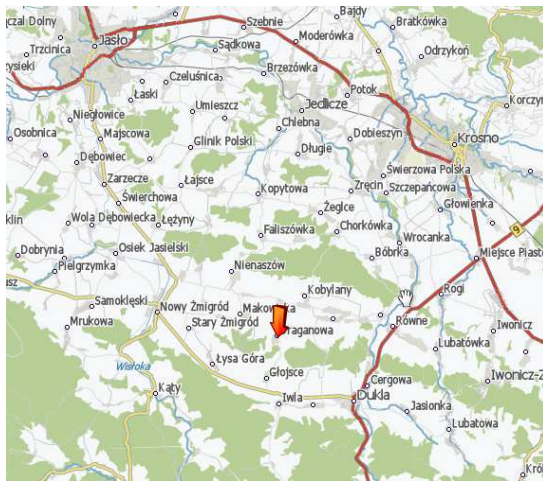 Szebnie
Bajdy
Bratkówka
Jasło
Moderówka
Trzcinica
Sądkowa
Odrzykoń
Brzezówka
Czeluśnica
Potok
Łaski
Umieszcz
Jedlicze
Niegłowice
Chlebna
Osobnica
Majscowa
Glinik Polski
Dobieszyn
Krosno
Dębowiec
Długie
Świerzowa Polska
Zarzecze
Łajsce
Kopytowa
Zręcin
Szczepańcowa
Świerchowa
Żeglce
Głowienka
Wola Dębowiecka
Łężyny
Faliszówka
Chorkówka
Wrocanka
9
Dobrynia
Osiek Jasielski
Bóbrka
Miejsce Piast
Pielgrzymka
Nienaszów
Kobylany
Rogi
Samoklęski
Nowy Żmigród
Mrukowa
Stary Żmigród
Równe
Iwonicz
Lubatówka
Łysa Góra
Wisłoka
Głojsce
Cergowa
Iwonicz-Z
Kąty
Iwla
Dukla
Jasionka
Lubatowa